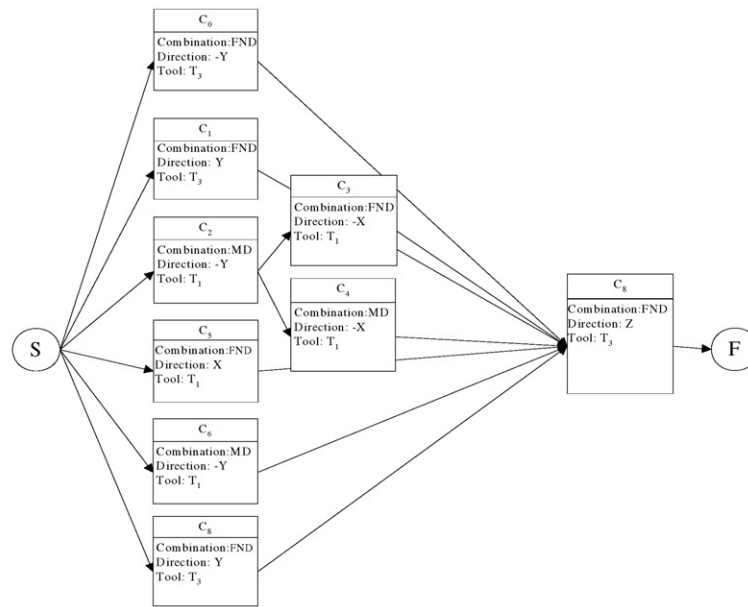 C0
Combination:FND
Direction: -Y
Tool: T3
C1
Combination:FND
Direction: Y
Tool: T3
C2
Combination:MD
Direction: -Y
Tool: T1
C3
Combination:FND
Direction: -X
Tool: T1
C4
Combination:MD
Direction: -X
Tool: T1
S
C5
Combination:FND
Direction: X
Tool: T1
C6
Combination:MD
Direction: -Y
Tool: T1
C8
Combination:FND
Direction: Y
Tool: T3
C8
Combination:FND
Direction: Z
Tool: T3
F